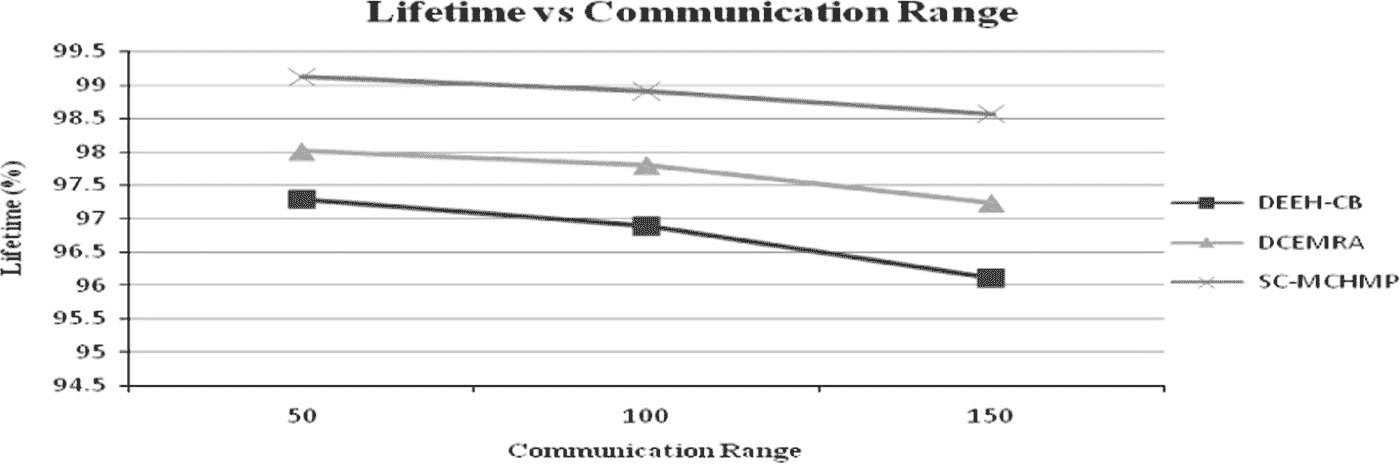 Lifetime vs Communication Range
99.5
99
98.5
98
97.5
97
96.5
96
95.5
95
94.5
Lifetime (%)
50 100 150
Communication Range
DEEH-CB
DCEMRA
SC-MCHMP